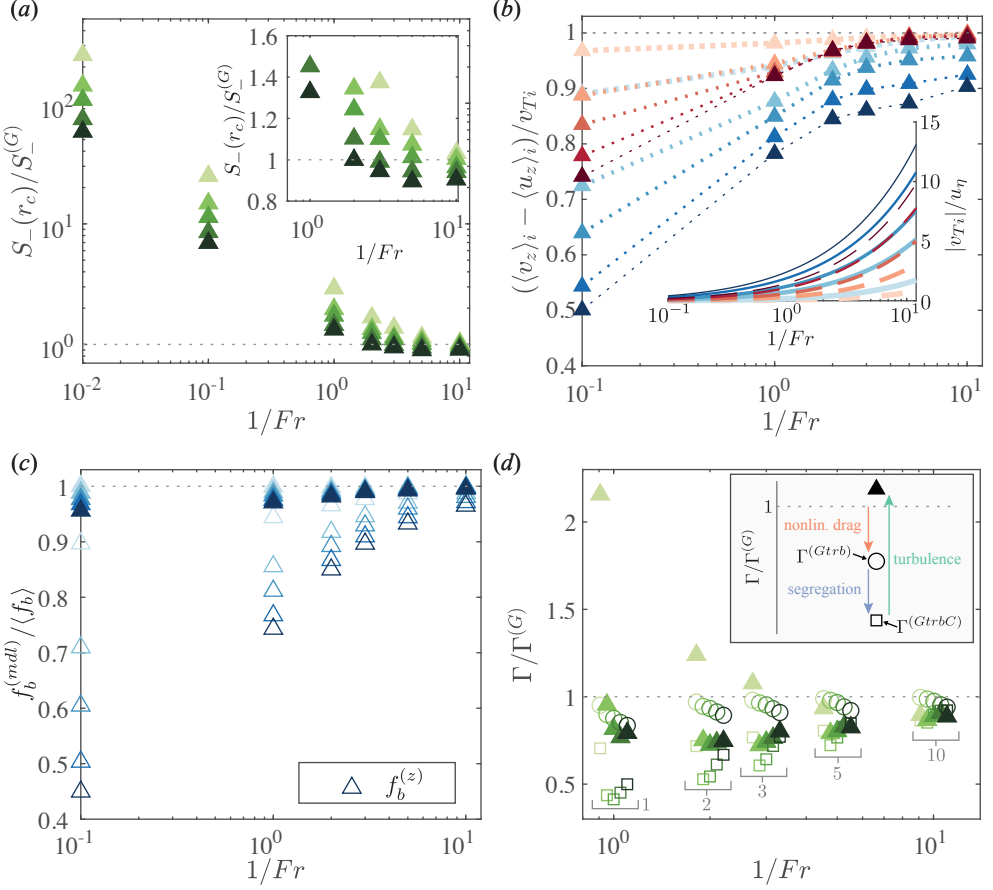 (a)
S_−(r_c)/S_−^(G)
10^2
10^1
10^0
10^-2
10^-1
10^0
10^1
1/Fr
S_−(r_c)/S_−^(G)
1.6
1.4
1.2
1
0.8
10^0
10^1
1/Fr
(b)
(⟨v_z⟩_i − ⟨u_z⟩_i)/v_Ti
1
0.9
0.8
0.7
0.6
0.5
0.4
10^-1
10^0
10^1
1/Fr
15
10
5
0
|v_Ti|/u_η
10^-1
10^0
10^1
1/Fr
(c)
f_b^(mdl)/⟨f_b⟩
1
0.9
0.8
0.7
0.6
0.5
0.4
10^-1
10^0
10^1
1/Fr
f_b^(z)
(d)
Γ/Γ^(G)
2
1.5
1
0.5
10^0
10^1
1/Fr
1
2
3
5
10
Γ/Γ^(G)
1
nonlin. drag
Γ^(Gtrb)
turbulence
segregation
Γ^(GtrbC)